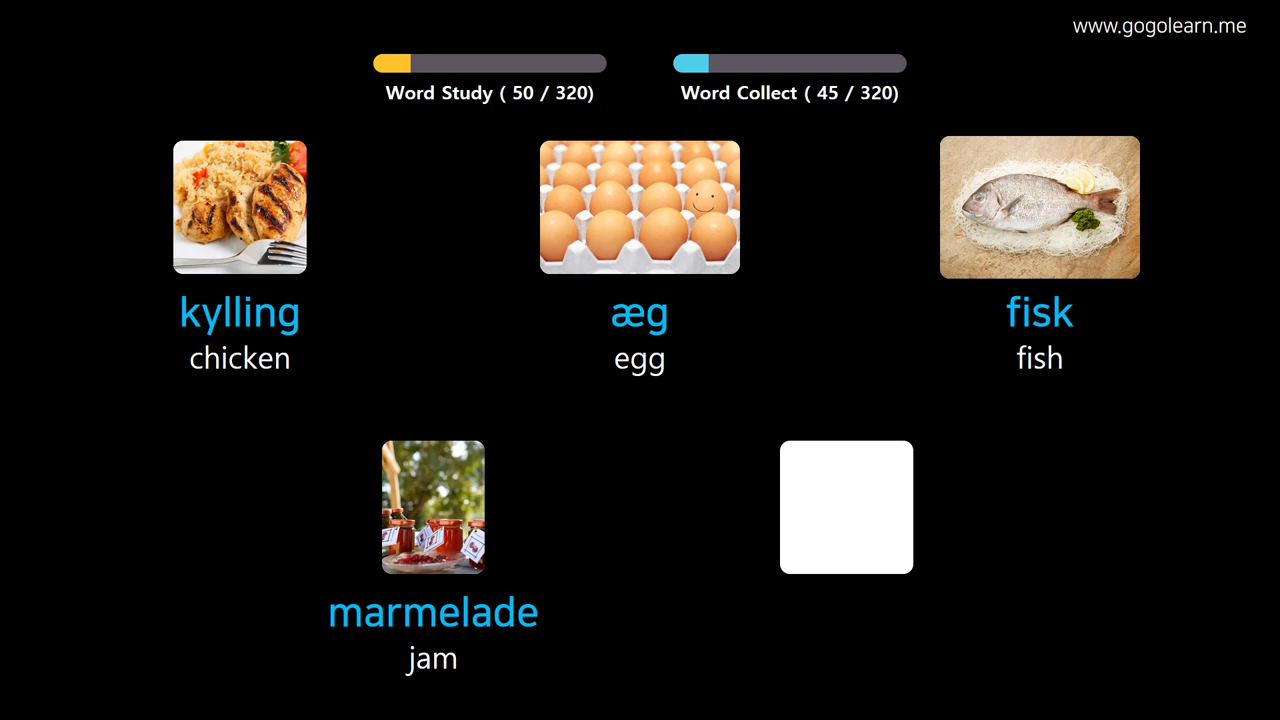 www.gogolearn.me
Word Study ( 50 / 320)
Word Collect ( 45 / 320)
kylling
chicken
æg
egg
fisk
fish
marmelade
jam